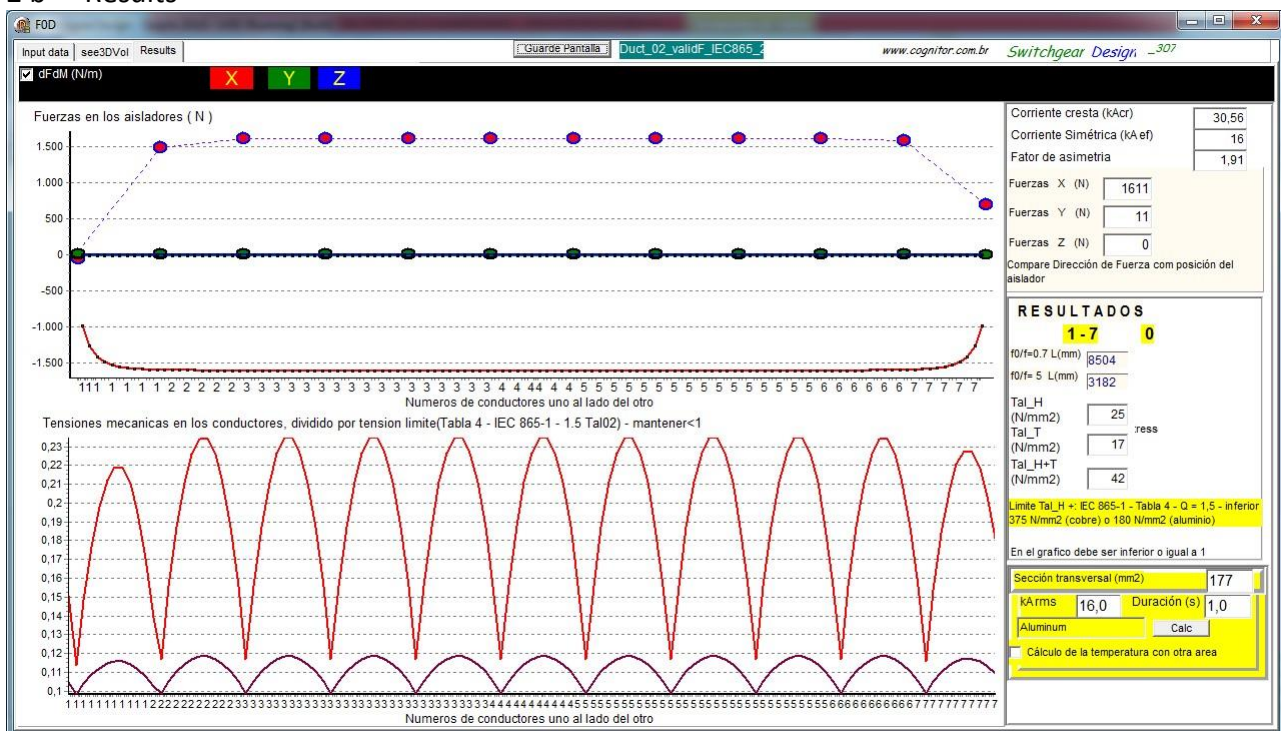 F0D
Input data see3DVol Results
Guarde Pantalla Duct_02_validF_IEC865_2 www.cognitor.com.br Switchgear Design _307
dFdM (N/m) X Y Z
Fuerzas en los aisladores ( N )
1.500
1.000
500
0
-500
-1.000
-1.500
Numeros de conductores uno al lado del otro
Tensiones mecanicas en los conductores, dividido por tension limite(Tabla 4 - IEC 865-1 - 1.5 Tal02) - mantener<1
0,23
0,22
0,21
0,2
0,19
0,18
0,17
0,16
0,15
0,14
0,13
0,12
0,11
0,1
Numeros de conductores uno al lado del otro
Corriente cresta (kAcr) 30,56
Corriente Simétrica (kA ef) 16
Fator de asimetria 1,91
Fuerzas X (N) 1611
Fuerzas Y (N) 11
Fuerzas Z (N) 0
Compare Dirección de Fuerza com posición del
aislador
RESULTADOS
1 - 7 0
f0/f=0.7 L(mm) 8504
f0/f= 5 L(mm) 3182
Tal_H
(N/mm2) 25
Tal_T
(N/mm2) 17
Tal_H+T
(N/mm2) 42
Limite Tal_H +: IEC 865-1 - Tabla 4 - Q = 1,5 - inferior
375 N/mm2 (cobre) o 180 N/mm2 (aluminio)
En el grafico debe ser inferior o igual a 1
Sección transversal (mm2) 177
kArms 16,0 Duración (s) 1,0
Aluminum Calc
Cálculo de la temperatura con otra area